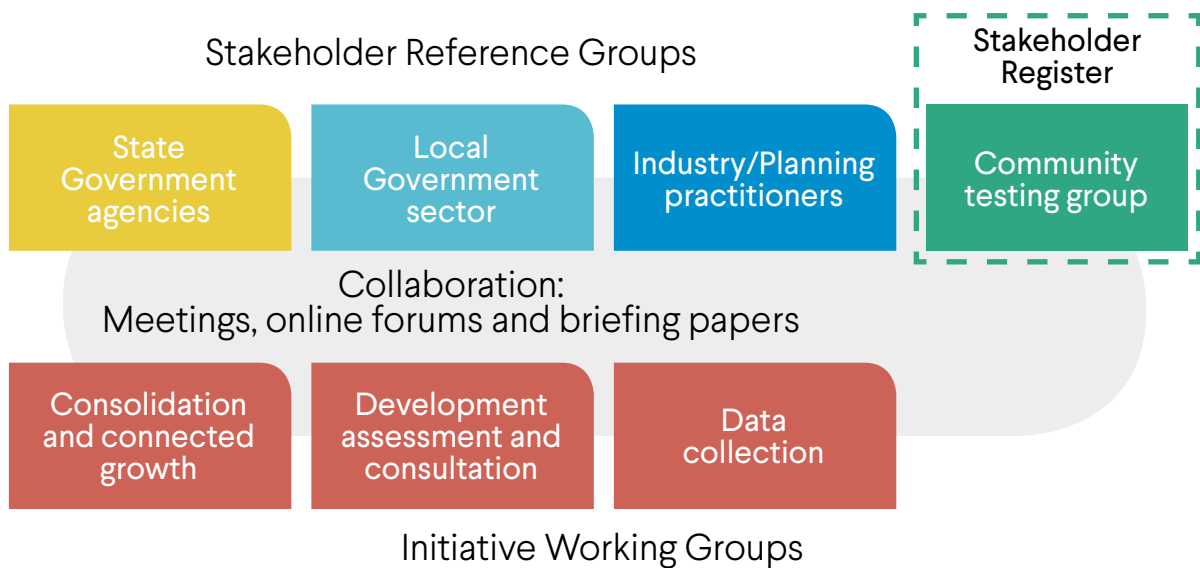 Stakeholder Reference Groups
Stakeholder
Register
State
Government
agencies
Local
Government
sector
Industry/Planning
practitioners
Community
testing group
Collaboration:
Meetings, online forums and briefing papers
Consolidation
and connected
growth
Development
assessment and
consultation
Data
collection
Initiative Working Groups